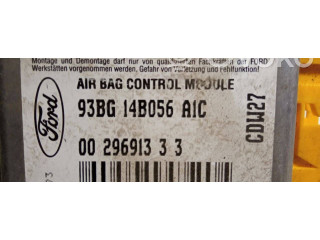 Montage und Demontage darf nur von qualifizierten Fachkräften der FORD
Werkstätten vorgenommen werden. Gefahr von Verletzung und Fehlfunktion!
AIR BAG CONTROL MODULE
Ford
93BG 14B056 A1C
00 296913 3 3
CDW27